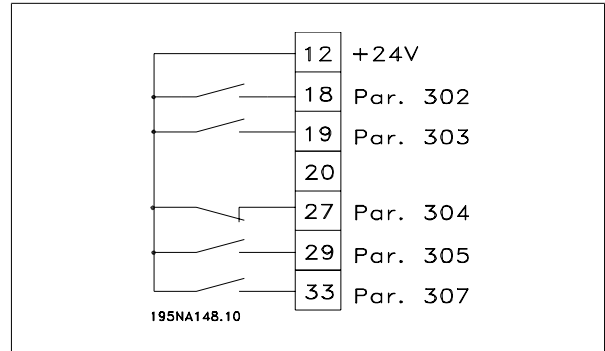 12 +24V
18 Par. 302
19 Par. 303
20
27 Par. 304
29 Par. 305
33 Par. 307
195NA148.10